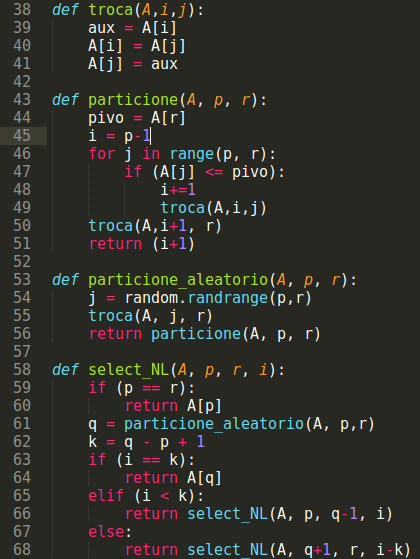 38 def troca(A,i,j):
39     aux = A[i]
40     A[i] = A[j]
41     A[j] = aux
42
43 def particione(A, p, r):
44     pivo = A[r]
45     i = p-1
46     for j in range(p, r):
47         if (A[j] <= pivo):
48             i+=1
49             troca(A,i,j)
50     troca(A,i+1, r)
51     return (i+1)
52
53 def particione_aleatorio(A, p, r):
54     j = random.randrange(p,r)
55     troca(A, j, r)
56     return particione(A, p, r)
57
58 def select_NL(A, p, r, i):
59     if (p == r):
60         return A[p]
61     q = particione_aleatorio(A, p,r)
62     k = q - p + 1
63     if (i == k):
64         return A[q]
65     elif (i < k):
66         return select_NL(A, p, q-1, i)
67     else:
68         return select_NL(A, q+1, r, i-k)